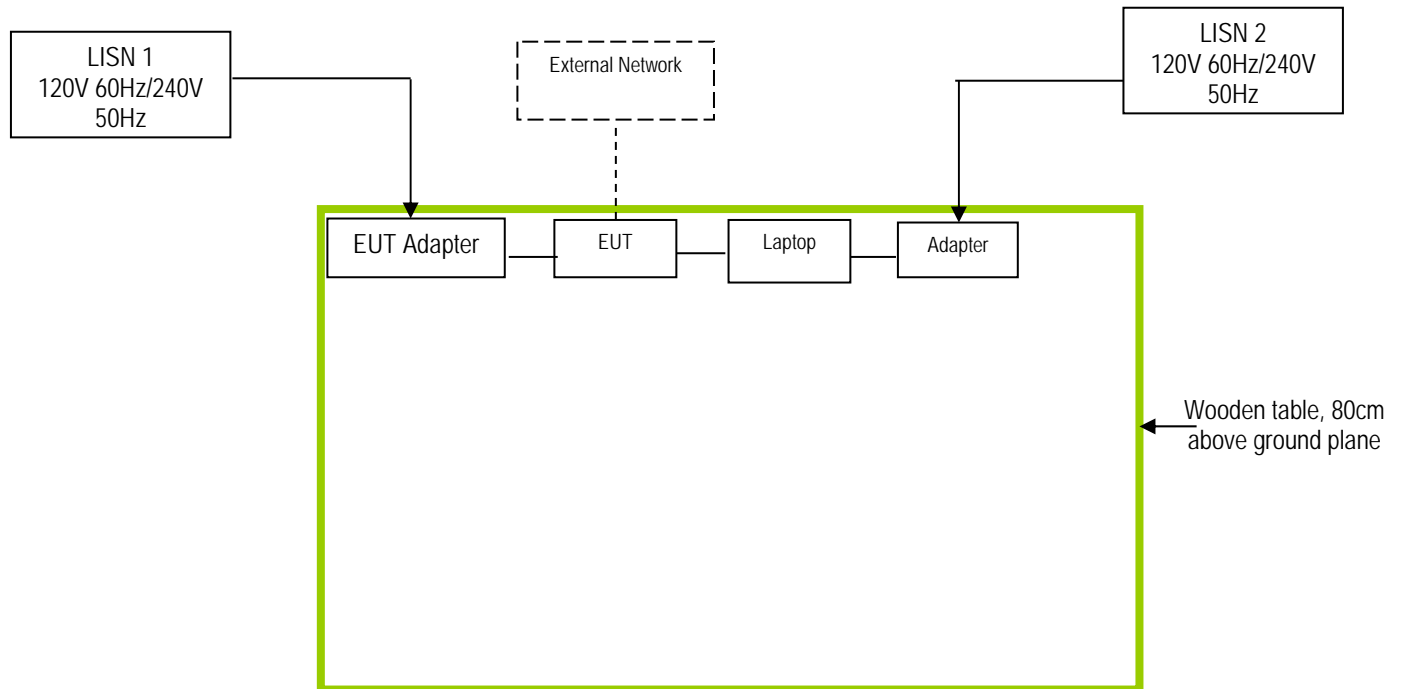 LISN 1
120V 60Hz/240V
50Hz
External Network
LISN 2
120V 60Hz/240V
50Hz
EUT Adapter
EUT
Laptop
Adapter
Wooden table, 80cm
above ground plane